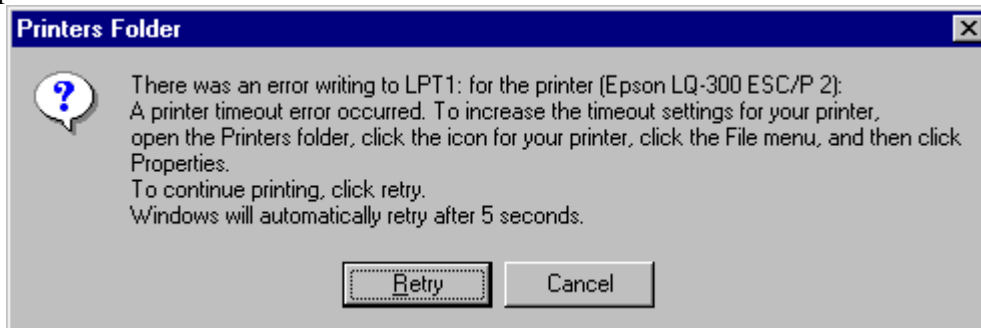 Printers Folder
There was an error writing to LPT1: for the printer (Epson LQ-300 ESC/P 2):
A printer timeout error occurred. To increase the timeout settings for your printer,
open the Printers folder, click the icon for your printer, click the File menu, and then click
Properties.
To continue printing, click retry.
Windows will automatically retry after 5 seconds.
Retry
Cancel